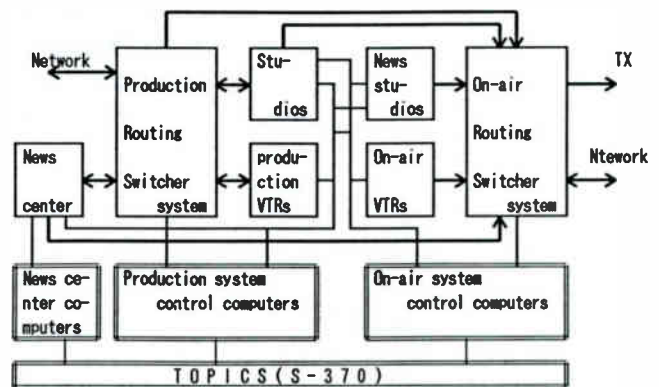 Network
Production
Routing
Switcher
system
Stu-
dios
News
stu-
dios
On-air
Routing
Switcher
system
TX
Ntework
News
center
produ-
ction
VTRs
On-air
VTRs
News ce-
nter co-
mputers
Production system
control computers
On-air system
control computers
TOPICS(S-370)